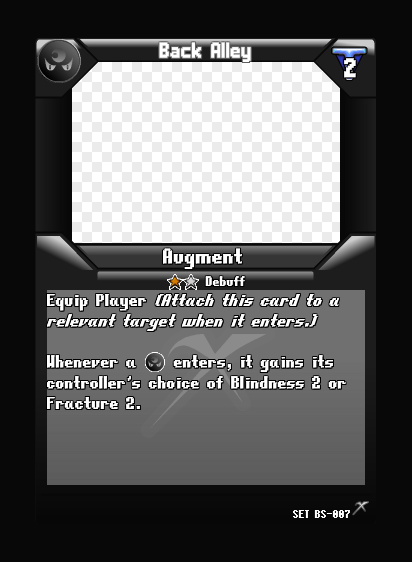 Back Alley
2
Augment
Debuff
Equip Player (Attach this card to a
relevant target when it enters.)
Whenever a enters, it gains its
controller's choice of Blindness 2 or
Fracture 2.
SET BS-007